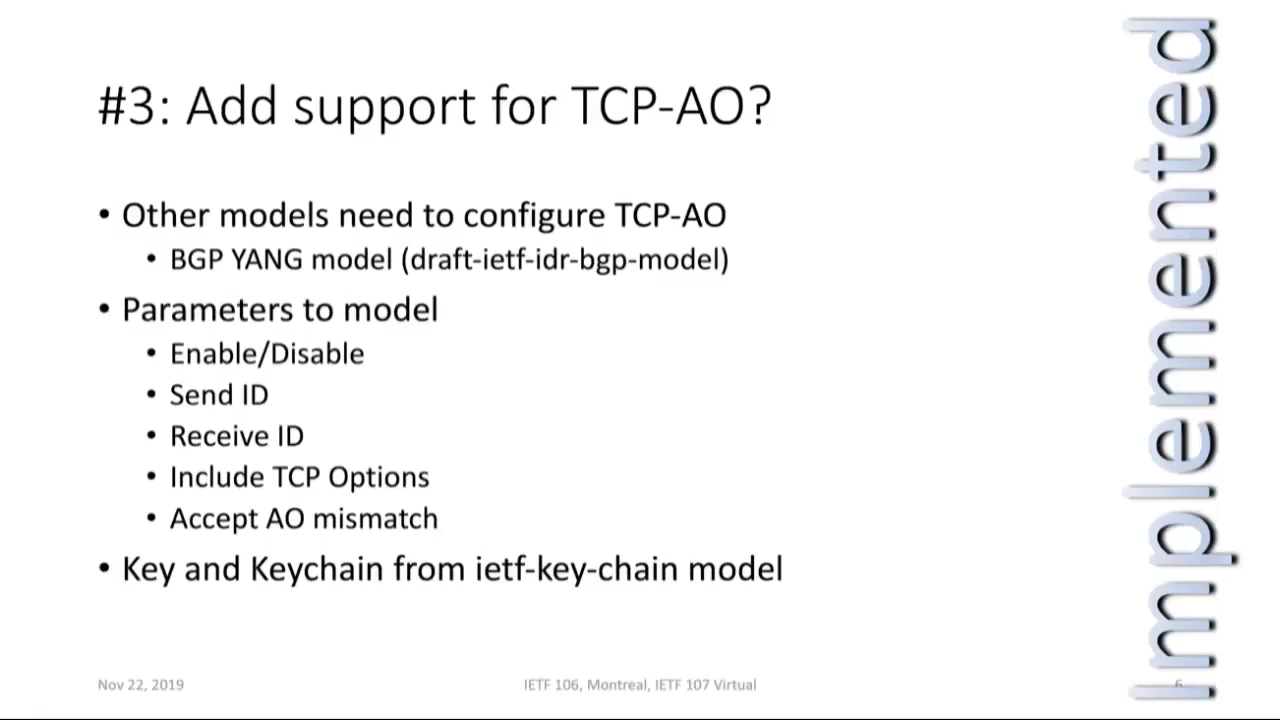 #3: Add support for TCP-AO?
• Other models need to configure TCP-AO
• BGP YANG model (draft-ietf-idr-bgp-model)
• Parameters to model
• Enable/Disable
• Send ID
• Receive ID
• Include TCP Options
• Accept AO mismatch
• Key and Keychain from ietf-key-chain model
Implemented
Nov 22, 2019
IETF 106, Montreal, IETF 107 Virtual
6